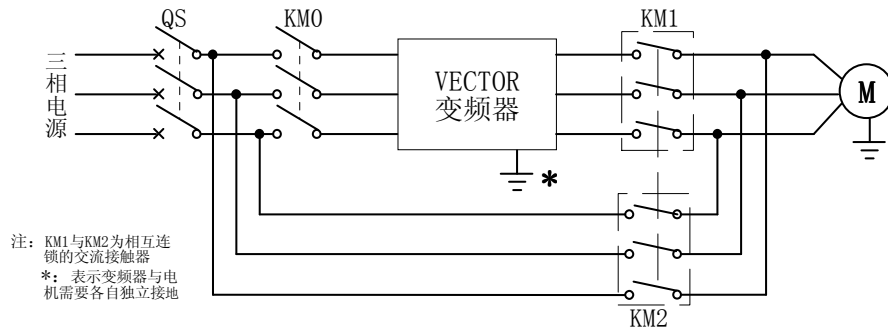 QS
KM0
KM1
三相电源
VECTOR
变频器
M
*
注：KM1与KM2为相互连
锁的交流接触器
*：表示变频器与电
机需要各自独立接地
KM2